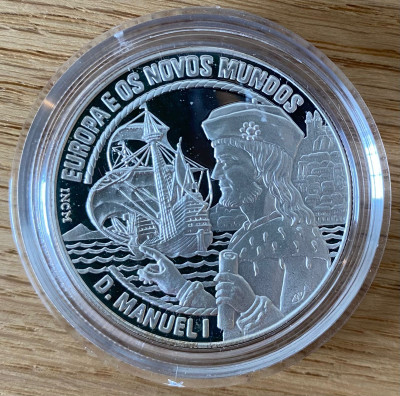 EUROPA E OS NOVOS MUNDOS
INCM
D. MANUEL I